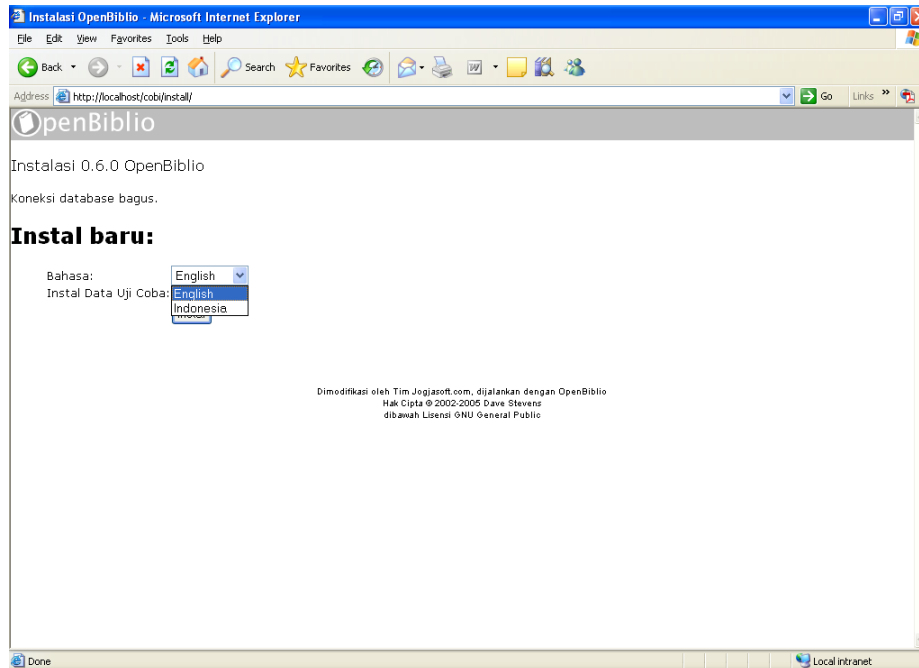 Instalasi OpenBiblio - Microsoft Internet Explorer
File Edit View Favorites Tools Help
Back Search Favorites
Address http://localhost/cobi/install/ Go Links »
OpenBiblio
Instalasi 0.6.0 OpenBiblio
Koneksi database bagus.
Instal baru:
Bahasa: English
Instal Data Uji Coba: English
Indonesia
Dimodifikasi oleh Tim Jogjasoft.com, dijalankan dengan OpenBiblio
Hak Cipta © 2002-2005 Dave Stevens
dibawah Lisensi GNU General Public
Done Local intranet